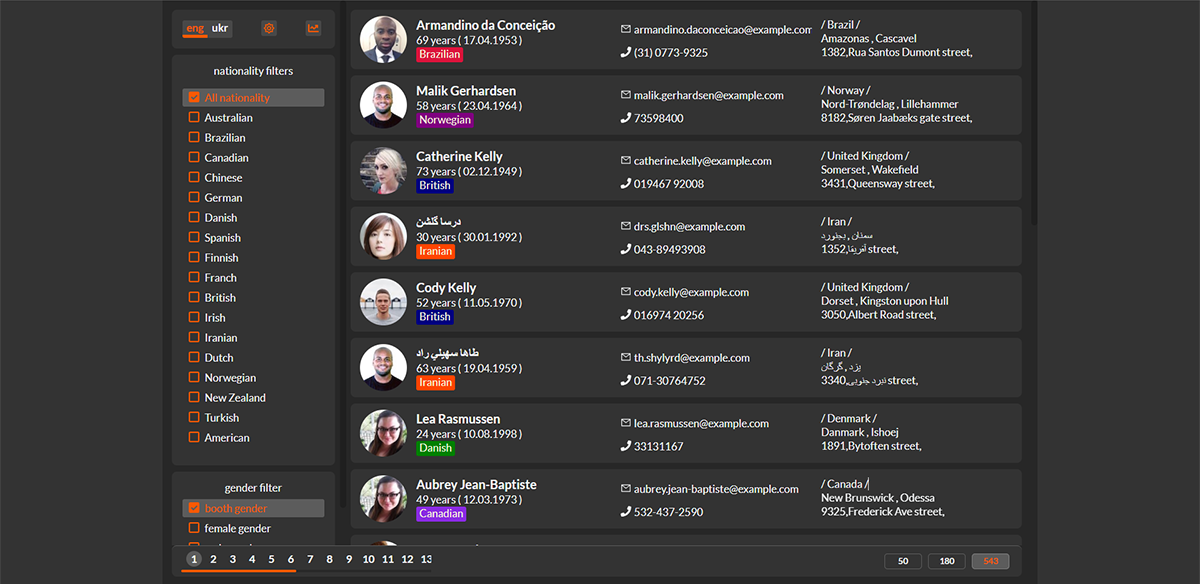 eng ukr
nationality filters
All nationality
Australian
Brazilian
Canadian
Chinese
German
Danish
Spanish
Finnish
Franch
British
Irish
Iranian
Dutch
Norwegian
New Zealand
Turkish
American
gender filter
booth gender
female gender
Armandino da Conceição
69 years ( 17.04.1953 )
Brazilian
armandino.daconceicao@example.com
(31) 0773-9325
/ Brazil /
Amazonas , Cascavel
1382,Rua Santos Dumont street,
Malik Gerhardsen
58 years ( 23.04.1964 )
Norwegian
malik.gerhardsen@example.com
73598400
/ Norway /
Nord-Trøndelag , Lillehammer
8182,Søren Jaabæks gate street,
Catherine Kelly
73 years ( 02.12.1949 )
British
catherine.kelly@example.com
019467 92008
/ United Kingdom /
Somerset , Wakefield
3431,Queensway street,
درسا گلشن
30 years ( 30.01.1992 )
Iranian
drs.glshn@example.com
043-89493908
/ Iran /
سمنان , بجنورد
1352,آفریقا street,
Cody Kelly
52 years ( 11.05.1970 )
British
cody.kelly@example.com
016974 20256
/ United Kingdom /
Dorset , Kingston upon Hull
3050,Albert Road street,
طاها سهيلي راد
63 years ( 19.04.1959 )
Iranian
th.shylyrd@example.com
071-30764752
/ Iran /
یزد , گرگان
3340,نبرد جنوبی street,
Lea Rasmussen
24 years ( 10.08.1998 )
Danish
lea.rasmussen@example.com
33131167
/ Denmark /
Danmark , Ishoej
1891,Bytoften street,
Aubrey Jean-Baptiste
49 years ( 12.03.1973 )
Canadian
aubrey.jean-baptiste@example.com
532-437-2590
/ Canada /
New Brunswick , Odessa
9325,Frederick Ave street,
1 2 3 4 5 6 7 8 9 10 11 12 13
50 180 543